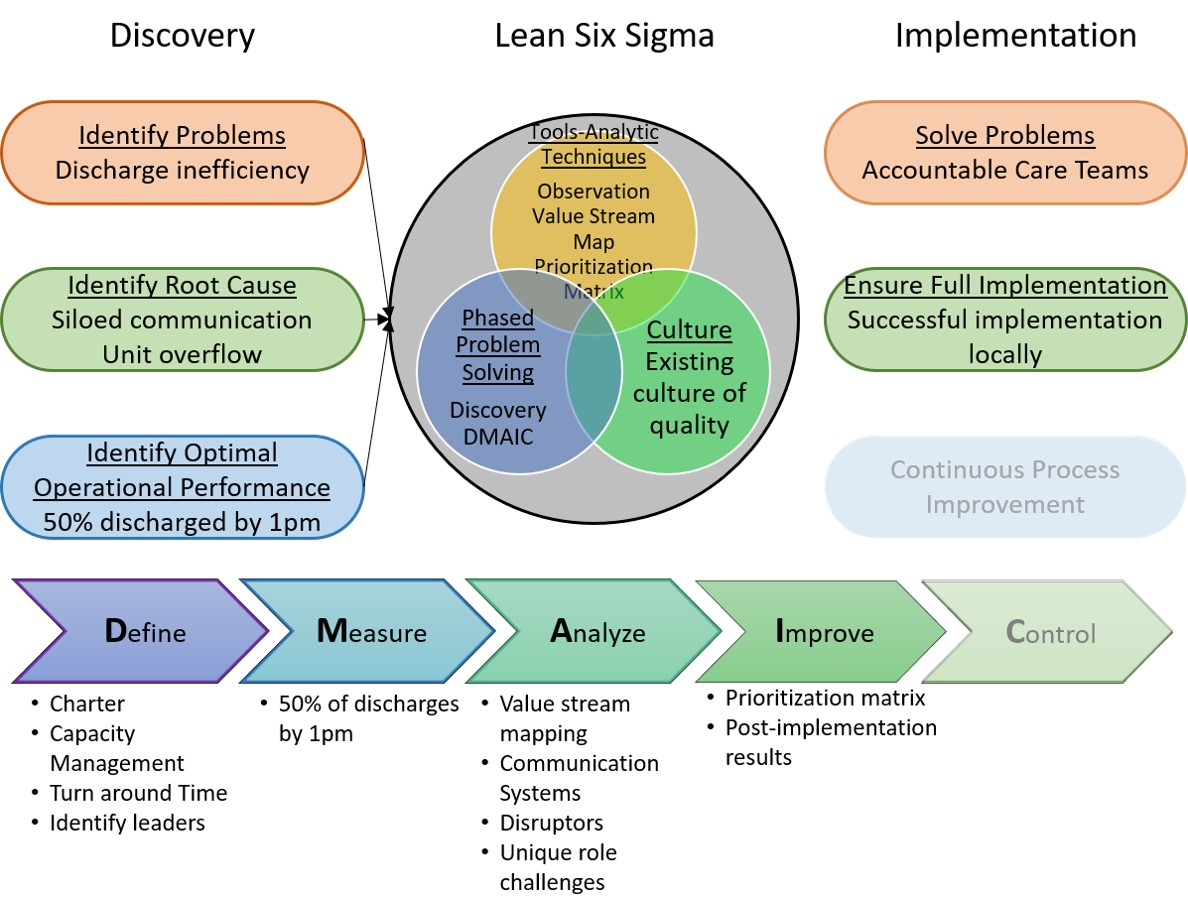 Discovery
Lean Six Sigma
Implementation
Identify Problems
Discharge inefficiency
Identify Root Cause
Siloed communication
Unit overflow
Identify Optimal
Operational Performance
50% discharged by 1pm
Tools-Analytic
Techniques
Observation
Value Stream
Map
Prioritization
Matrix
Phased
Problem
Solving
Discovery
DMAIC
Culture
Existing
culture of
quality
Solve Problems
Accountable Care Teams
Ensure Full Implementation
Successful implementation
locally
Continuous Process
Improvement
Define
Measure
Analyze
Improve
Control
• Charter
• Capacity
Management
• Turn around Time
• Identify leaders
• 50% of discharges
by 1pm
• Value stream
mapping
• Communication
Systems
• Disruptors
• Unique role
challenges
• Prioritization matrix
• Post-implementation
results